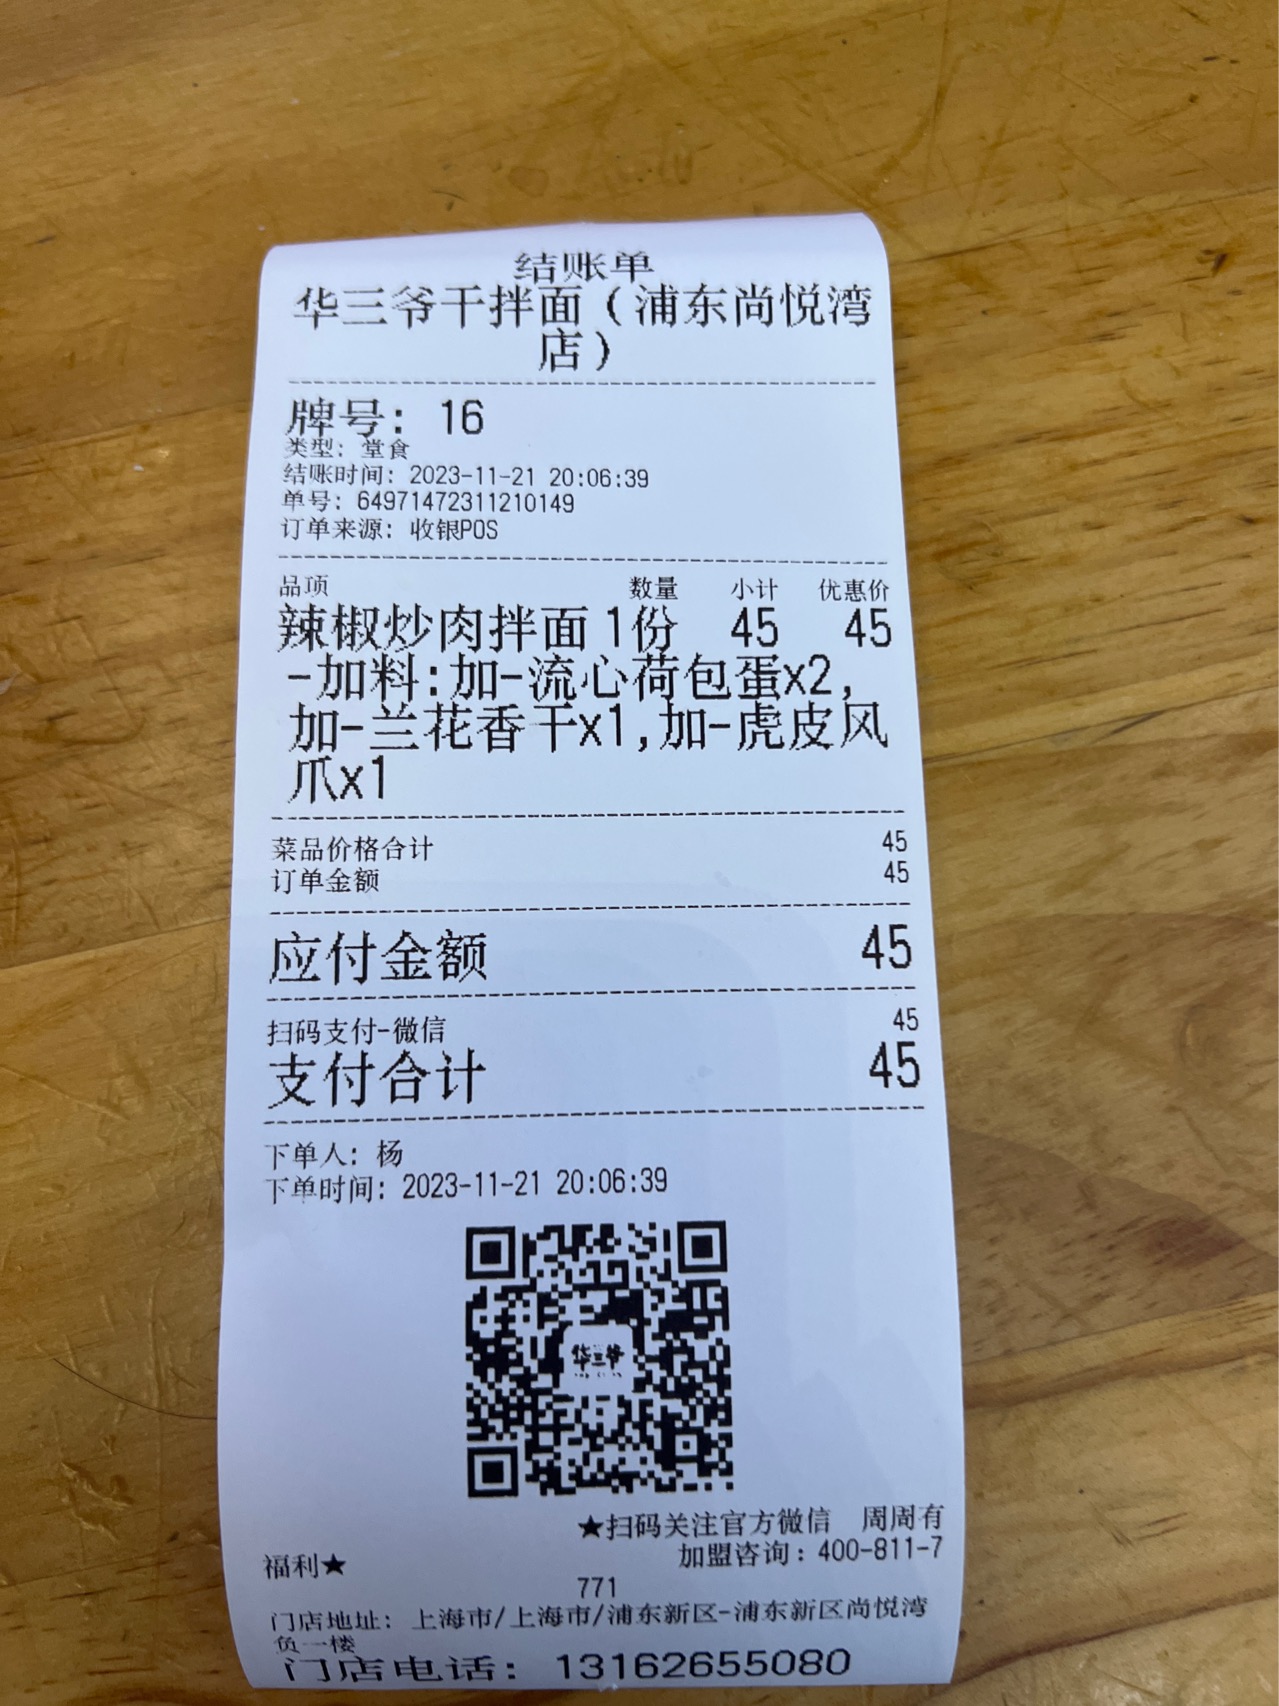 结账单
华三爷干拌面（浦东尚悦湾
店）
牌号：16
类型：堂食
结账时间：2023-11-21 20:06:39
单号：64971472311210149
订单来源：收银POS
品项 数量 小计 优惠价
辣椒炒肉拌面 1份 45 45
-加料:加-流心荷包蛋x2,
加-兰花香干x1,加-虎皮凤
爪x1
菜品价格合计 45
订单金额 45
应付金额 45
扫码支付-微信 45
支付合计 45
下单人：杨
下单时间：2023-11-21 20:06:39
华三爷
★扫码关注官方微信 周周有
福利★ 加盟咨询：400-811-7
771
门店地址：上海市/上海市/浦东新区-浦东新区尚悦湾
负一楼
门店电话：13162655080